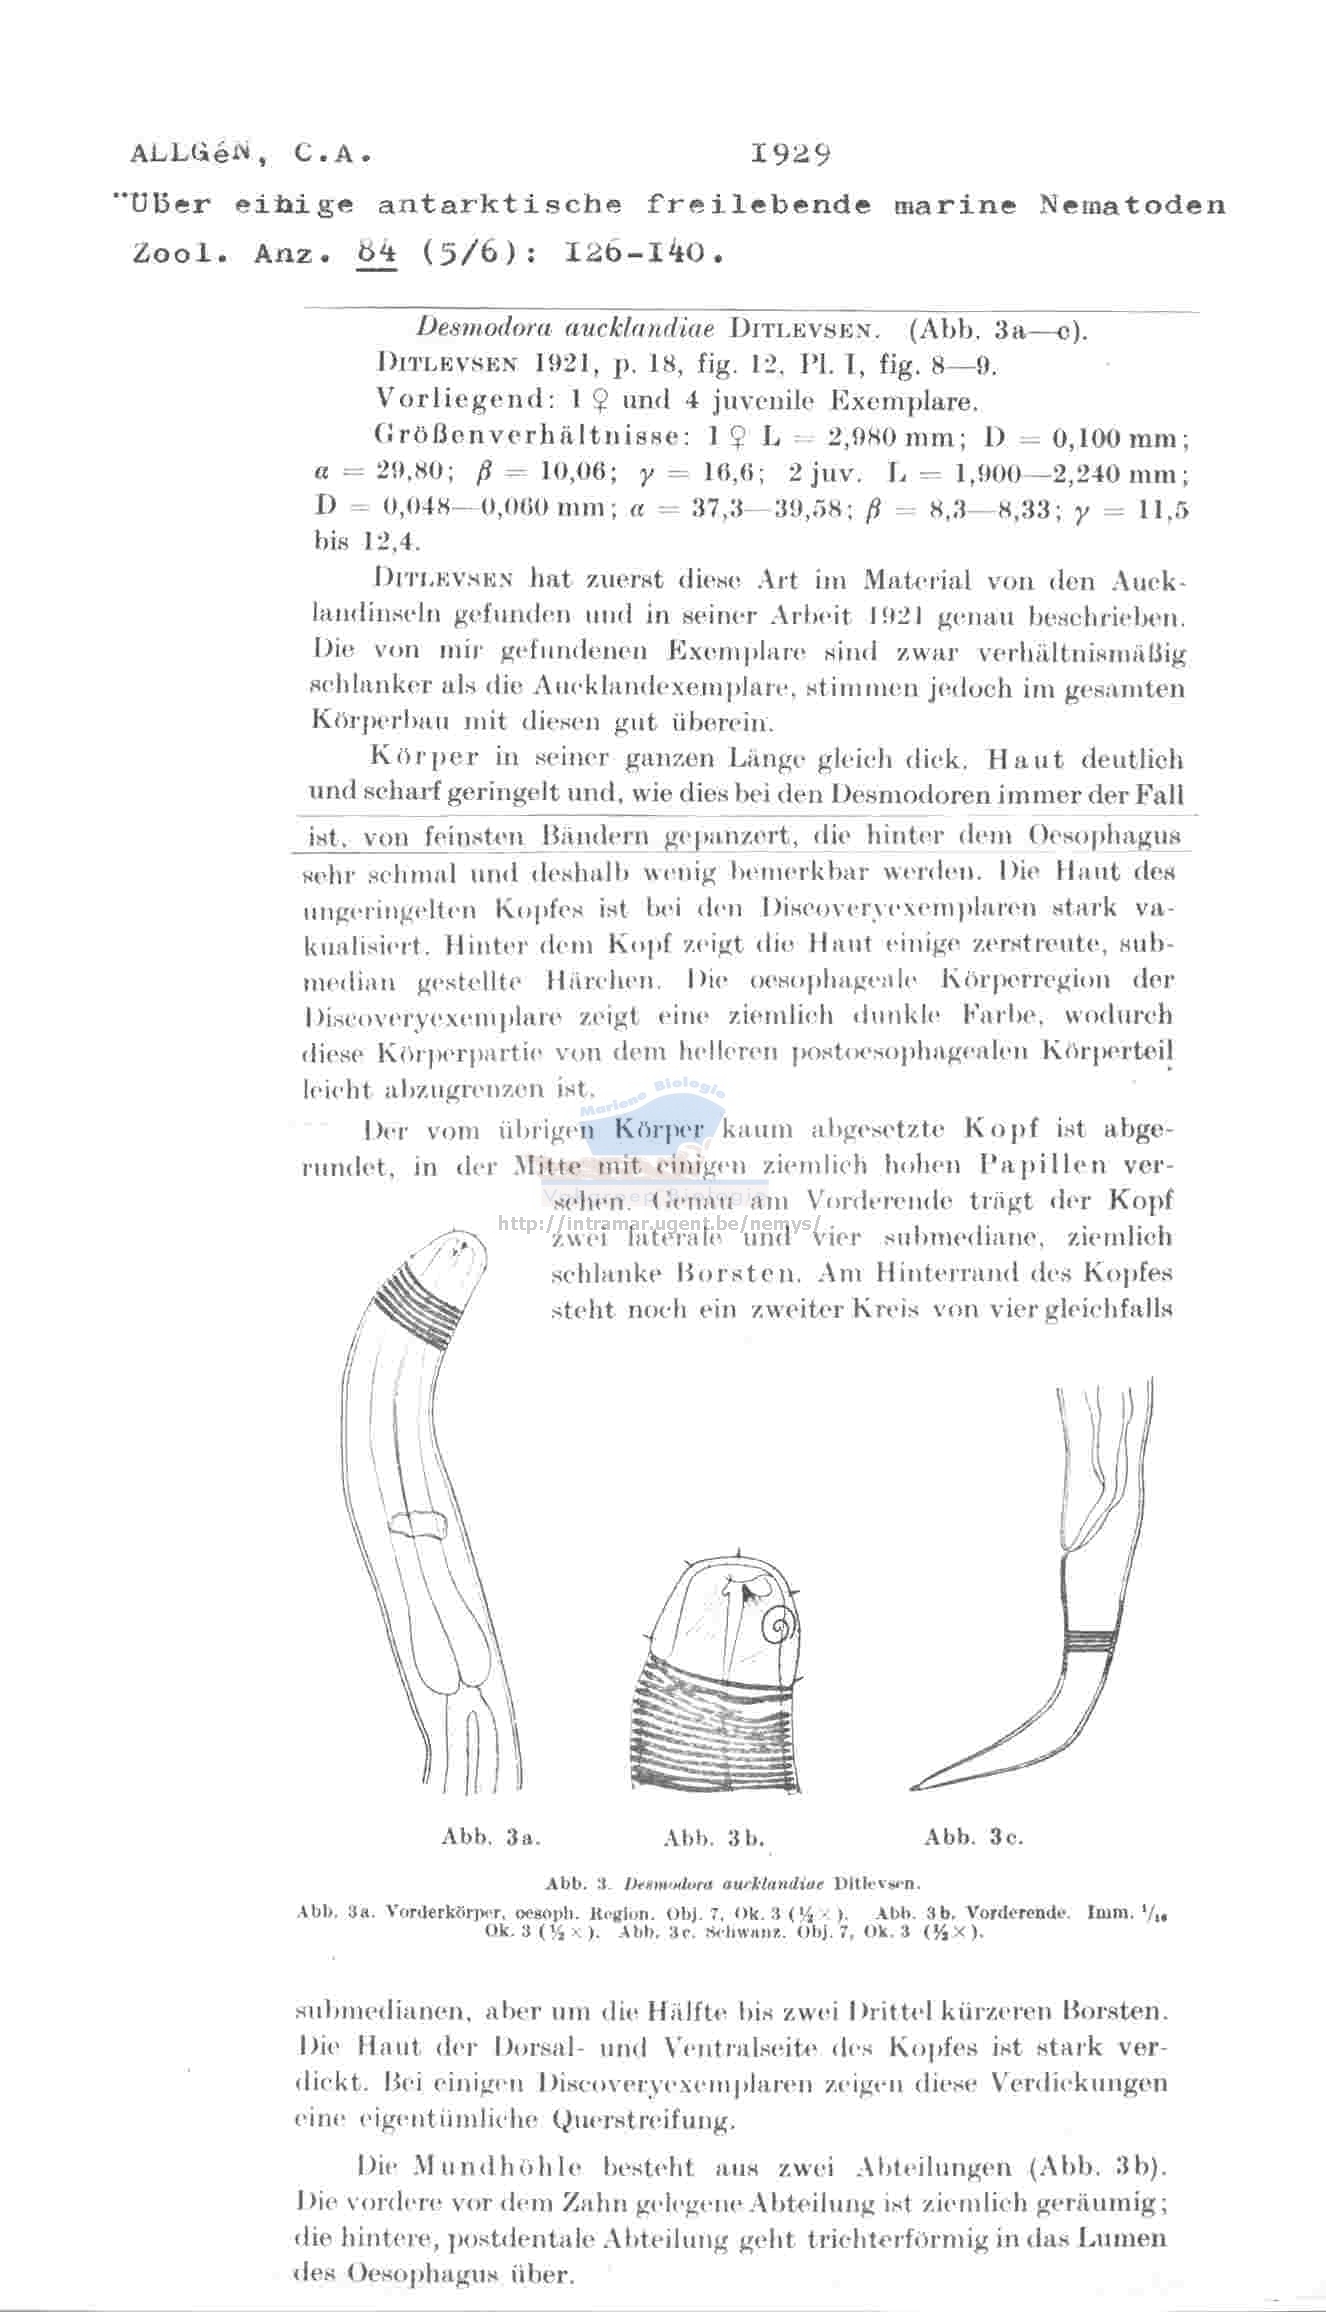 ALLGéN, C.A. I929
"Über einige antarktische freilebende marine Nematoden
Zool. Anz. 84 (5/6): I26-I40.
Desmodora aucklandiae DITLEVSEN. (Abb. 3a—c).
DITLEVSEN 1921, p. 18, fig. 12, Pl. I, fig. 8—9.
Vorliegend: 1 ♀ und 4 juvenile Exemplare.
Größenverhältnisse: 1 ♀ L = 2,980 mm; D = 0,100 mm;
α = 29,80; β = 10,06; γ = 16,6; 2 juv. L = 1,900—2,240 mm;
D = 0,048—0,060 mm; α = 37,3—39,58; β = 8,3—8,33; γ = 11,5
bis 12,4.
DITLEVSEN hat zuerst diese Art im Material von den Auck-
landinseln gefunden und in seiner Arbeit 1921 genau beschrieben.
Die von mir gefundenen Exemplare sind zwar verhältnismäßig
schlanker als die Aucklandexemplare, stimmen jedoch im gesamten
Körperbau mit diesen gut überein.
Körper in seiner ganzen Länge gleich dick. Haut deutlich
und scharf geringelt und, wie dies bei den Desmodoren immer der Fall
ist, von feinsten Bändern gepanzert, die hinter dem Oesophagus
sehr schmal und deshalb wenig bemerkbar werden. Die Haut des
ungeringelten Kopfes ist bei den Discoveryexemplaren stark va-
kualisiert. Hinter dem Kopf zeigt die Haut einige zerstreute, sub-
median gestellte Härchen. Die oesophageale Körperregion der
Discoveryexemplare zeigt eine ziemlich dunkle Farbe, wodurch
diese Körperpartie von dem helleren postoesophagealen Körperteil
leicht abzugrenzen ist.
Mariene Biologie
Der vom übrigen Körper kaum abgesetzte Kopf ist abge-
rundet, in der Mitte mit einigen ziemlich hohen Papillen ver-
sehen. Genau am Vorderende trägt der Kopf
http://intramar.ugent.be/nemys/
zwei laterale und vier submediane, ziemlich
schlanke Borsten. Am Hinterrand des Kopfes
steht noch ein zweiter Kreis von vier gleichfalls
Abb. 3a. Abb. 3b. Abb. 3c.
Abb. 3. Desmodora aucklandiae Ditlevsen.
Abb. 3a. Vorderkörper, oesoph. Region. Obj. 7, Ok. 3 (½ ×). Abb. 3b. Vorderende. Imm. 1/16
Ok. 3 (½ ×). Abb. 3c. Schwanz. Obj. 7, Ok. 3 (½ ×).
submedianen, aber um die Hälfte bis zwei Drittel kürzeren Borsten.
Die Haut der Dorsal- und Ventralseite des Kopfes ist stark ver-
dickt. Bei einigen Discoveryexemplaren zeigen diese Verdickungen
eine eigentümliche Querstreifung.
Die Mundhöhle besteht aus zwei Abteilungen (Abb. 3b).
Die vordere vor dem Zahn gelegene Abteilung ist ziemlich geräumig;
die hintere, postdentale Abteilung geht trichterförmig in das Lumen
des Oesophagus über.